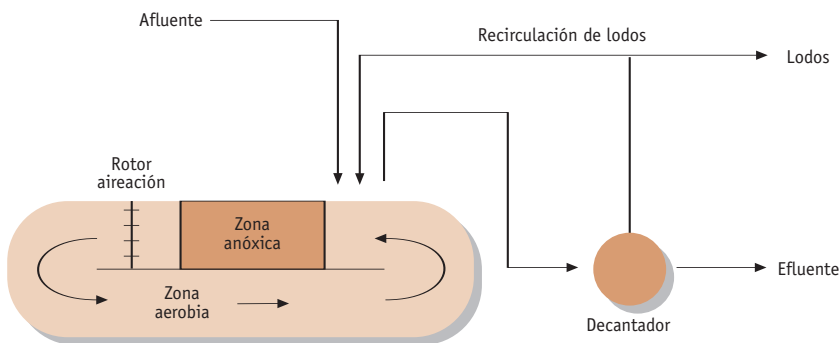 Afluente
Recirculación de lodos
Lodos
Rotor
aireación
Zona
anóxica
Zona
aerobia
Efluente
Decantador